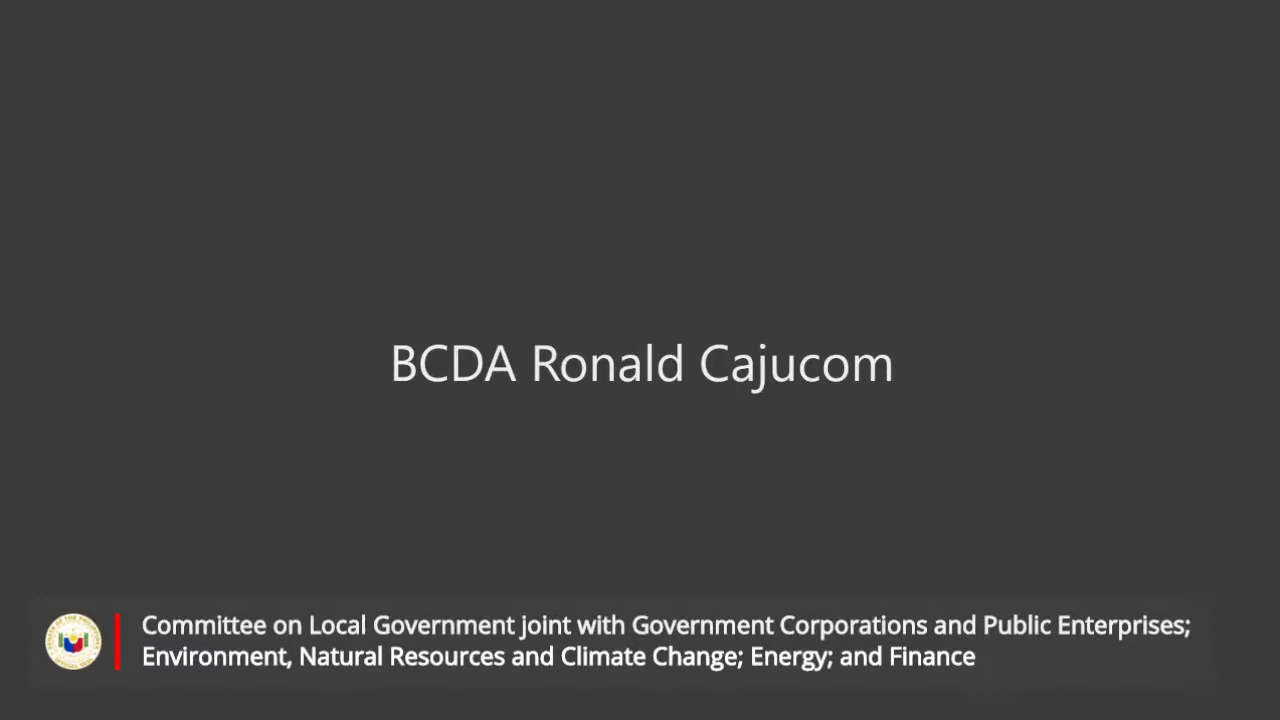 BCDA Ronald Cajucom
Committee on Local Government joint with Government Corporations and Public Enterprises;
Environment, Natural Resources and Climate Change; Energy; and Finance